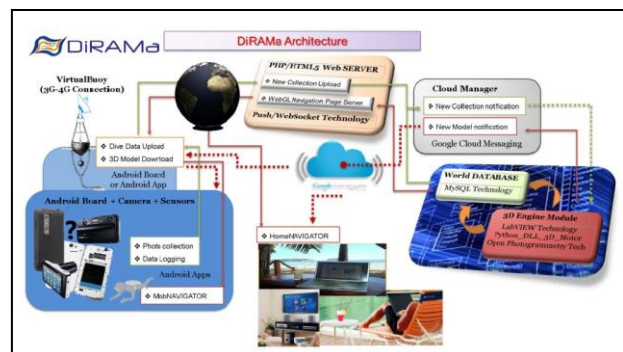 DiRAMa
DiRAMa Architecture
VirtualBuoy
(3G-4G Connection)
PHP/HTML5 Web SERVER
New Collection Upload
WebGL Navigation Page Server
Push/WebSocket Technology
Cloud Manager
New Collection notification
New Model notification
Google Cloud Messaging
Dive Data Upload
3D Model Download
Android Board
or Android App
World DATABASE
MySQL Technology
Android Board + Camera + Sensors
?
Phots collection
Data Logging
Android Apps
MobNAVIGATOR
HomeNAVIGATOR
3D Engine Module
LabVIEW Technology
Python_DLL_3D_Motor
Open Photogrammetry Tech